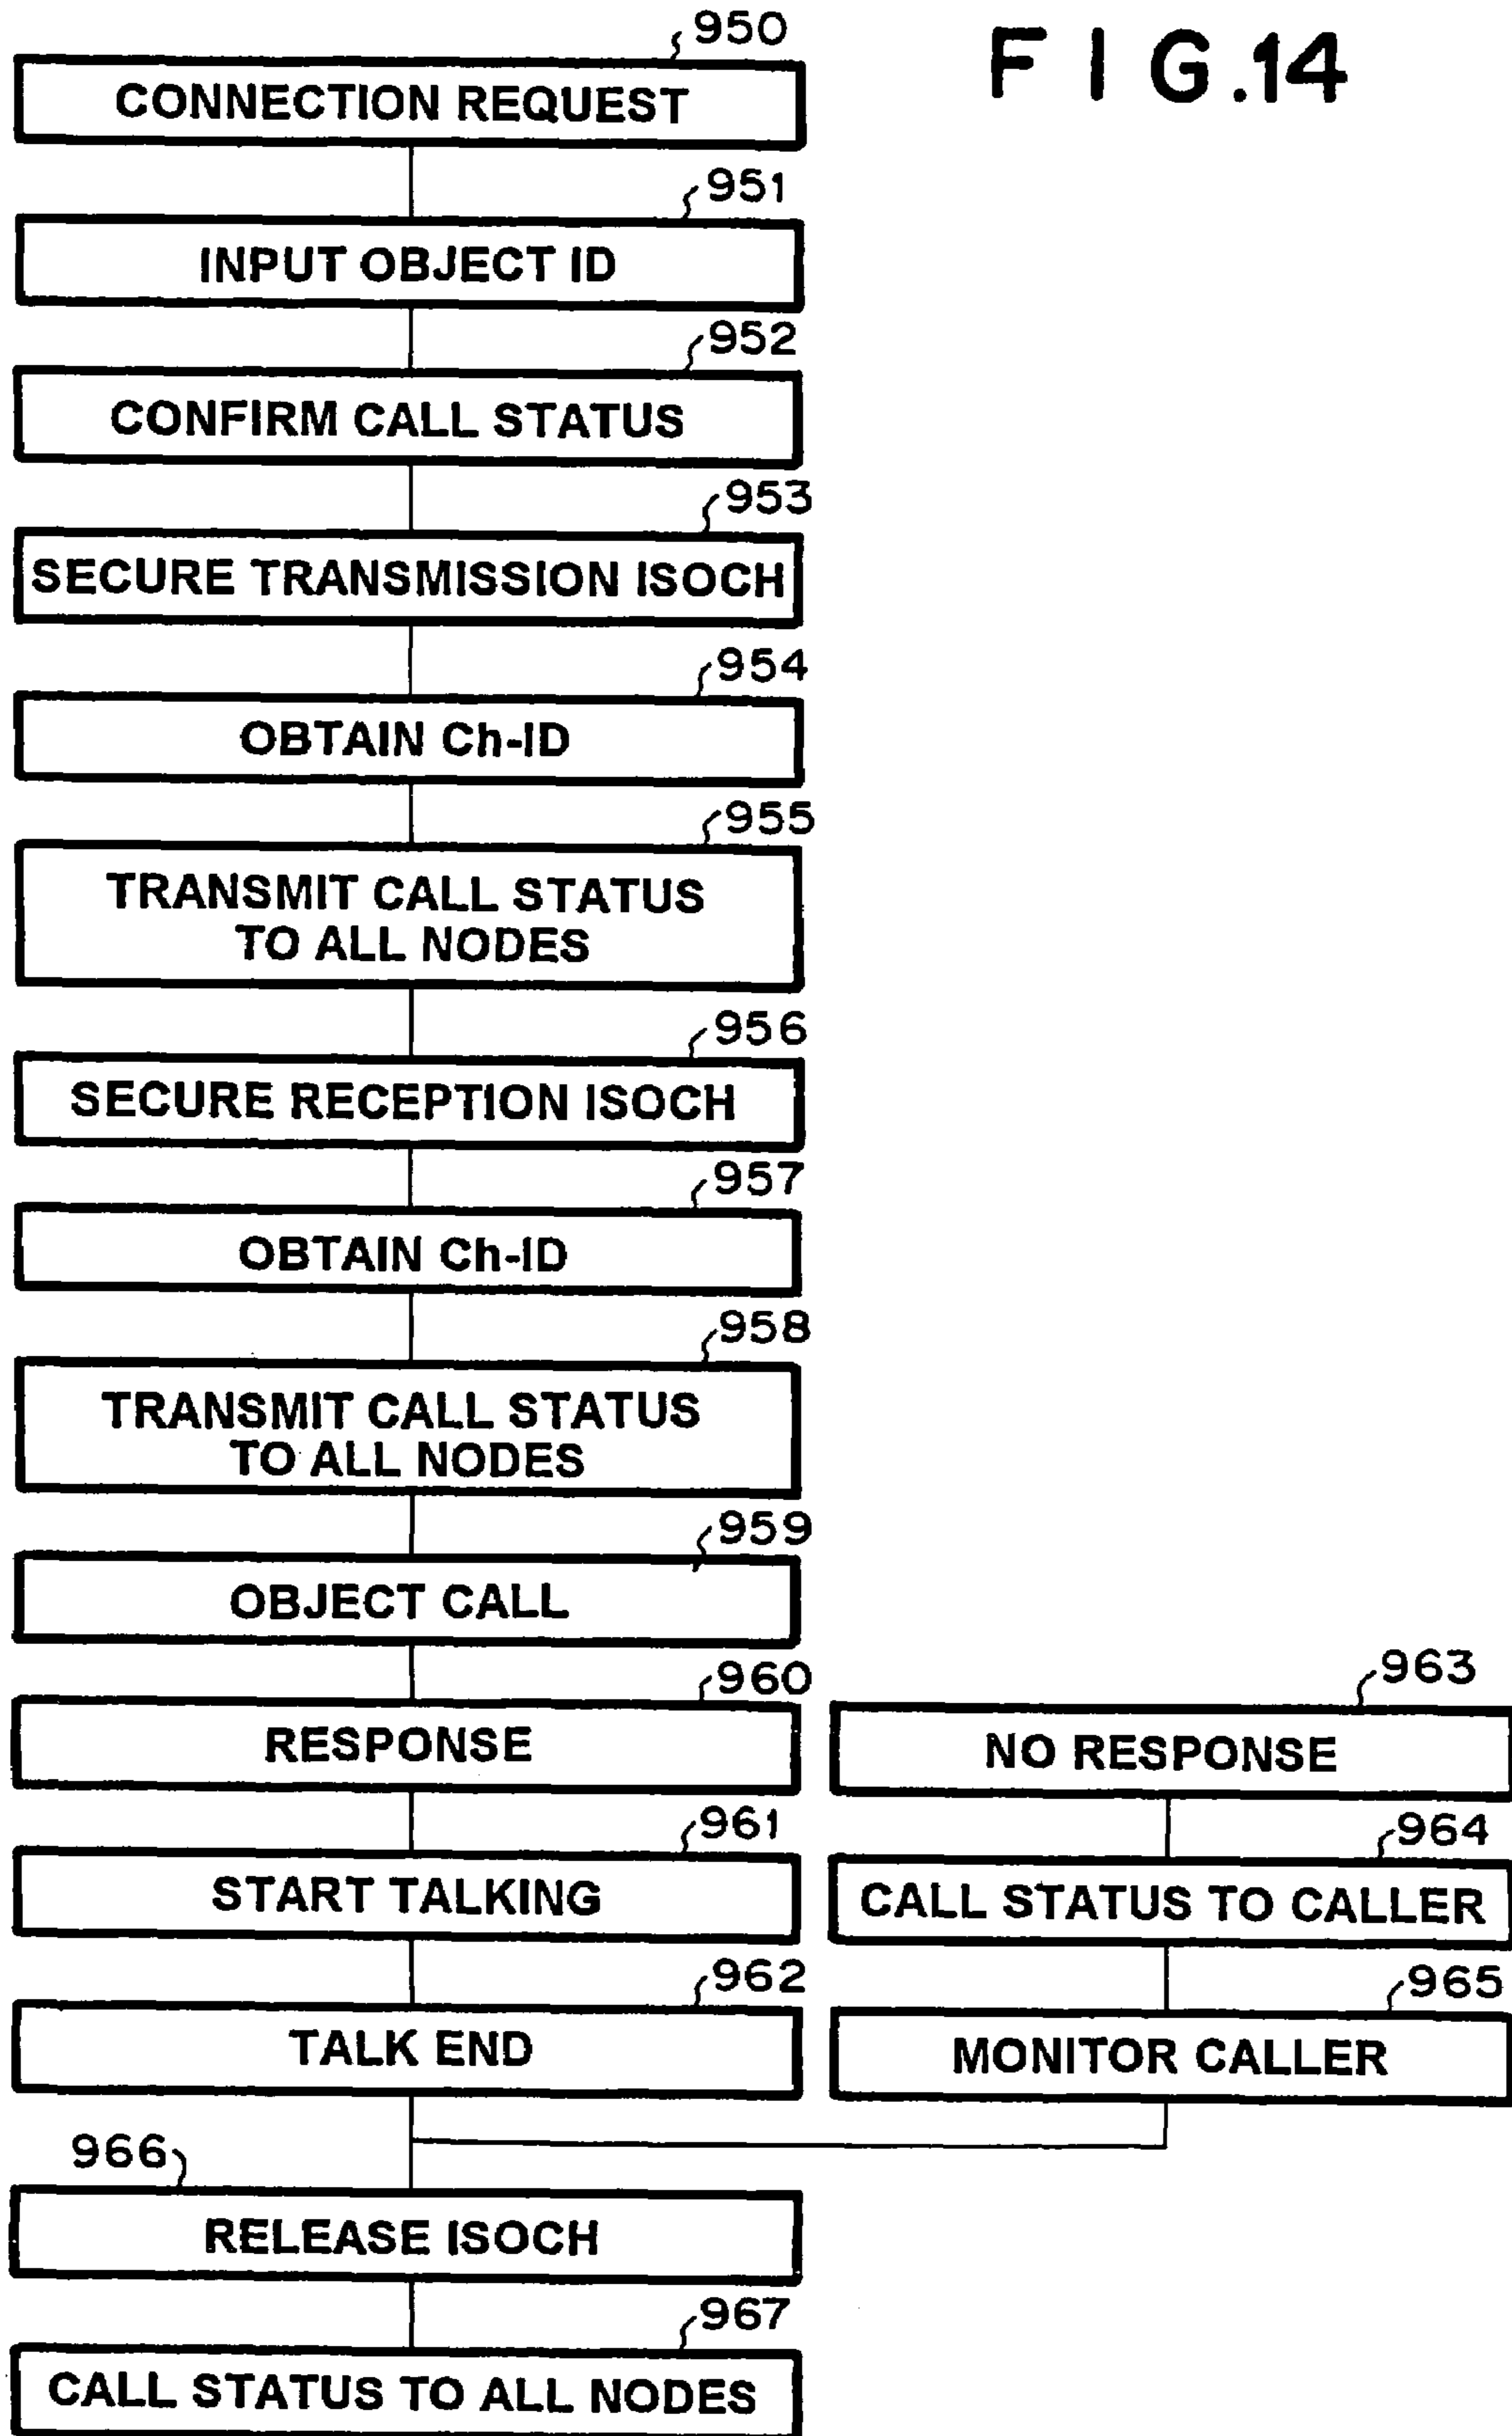 FIG.14
950
CONNECTION REQUEST
951
INPUT OBJECT ID
952
CONFIRM CALL STATUS
953
SECURE TRANSMISSION ISOCH
954
OBTAIN Ch-ID
955
TRANSMIT CALL STATUS
TO ALL NODES
956
SECURE RECEPTION ISOCH
957
OBTAIN Ch-ID
958
TRANSMIT CALL STATUS
TO ALL NODES
959
OBJECT CALL
960
RESPONSE
961
START TALKING
962
TALK END
963
NO RESPONSE
964
CALL STATUS TO CALLER
965
MONITOR CALLER
966
RELEASE ISOCH
967
CALL STATUS TO ALL NODES